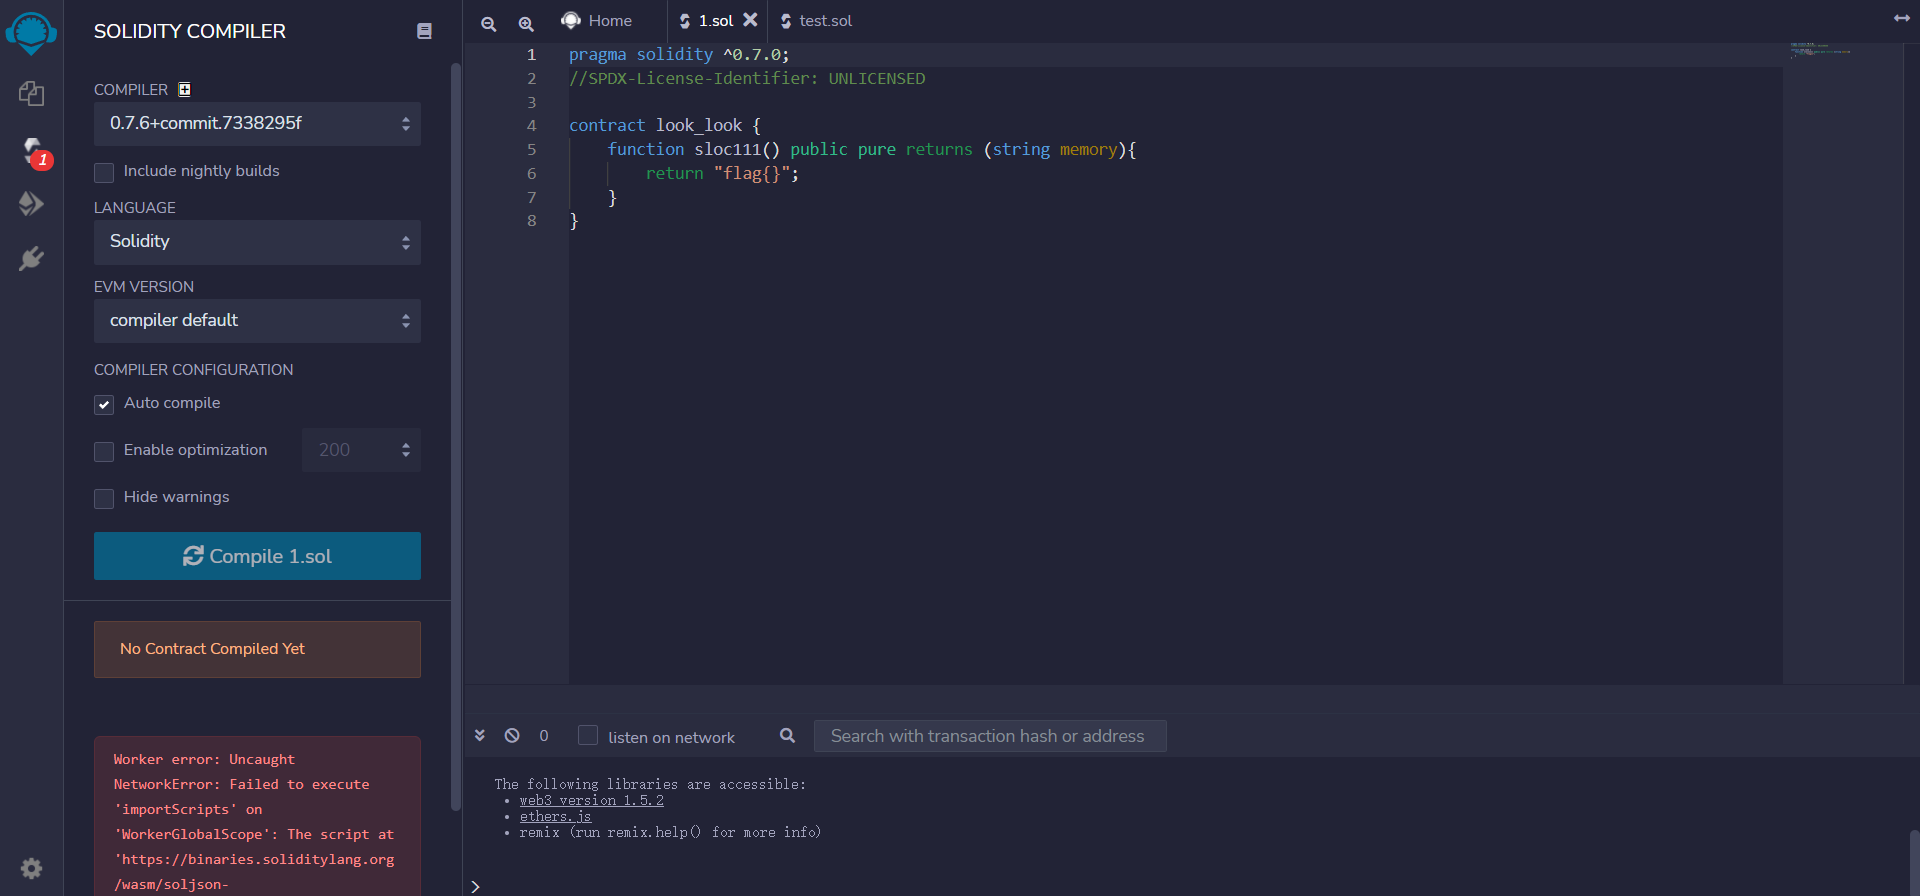 SOLIDITY COMPILER
COMPILER
0.7.6+commit.7338295f
Include nightly builds
LANGUAGE
Solidity
EVM VERSION
compiler default
COMPILER CONFIGURATION
Auto compile
Enable optimization
200
Hide warnings
Compile 1.sol
No Contract Compiled Yet
Worker error: Uncaught
NetworkError: Failed to execute
'importScripts' on
'WorkerGlobalScope': The script at
'https://binaries.soliditylang.org
/wasm/soljson-
1
Home
1.sol
test.sol
1 pragma solidity ^0.7.0;
2 //SPDX-License-Identifier: UNLICENSED
3
4 contract look_look {
5 function sloc111() public pure returns (string memory){
6 return "flag{}";
7 }
8 }
0
listen on network
Search with transaction hash or address
The following libraries are accessible:
• web3 version 1.5.2
• ethers.js
• remix (run remix.help() for more info)
>